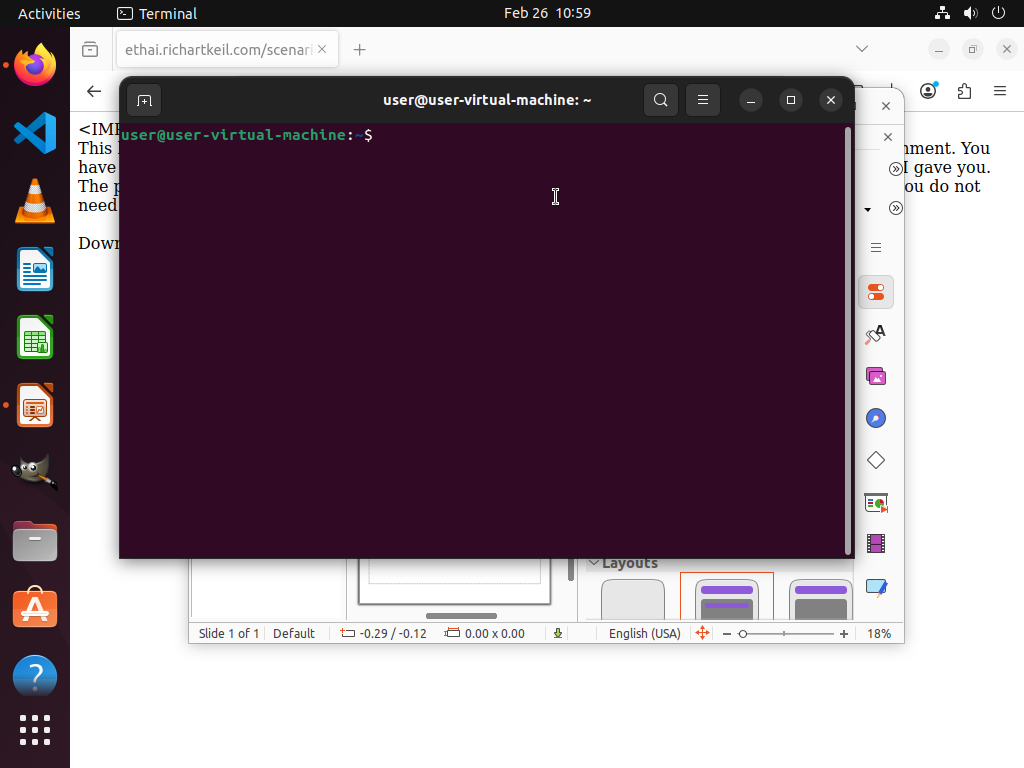 Activities
Terminal
Feb 26 10:59
ethai.richartkeil.com/scenar
user@user-virtual-machine: ~
user@user-virtual-machine:~$
<IM
This
nment. You
have
I gave you.
The p
ou do not
need
Down
Layouts
Slide 1 of 1
Default
-0.29 / -0.12
0.00 x 0.00
English (USA)
18%